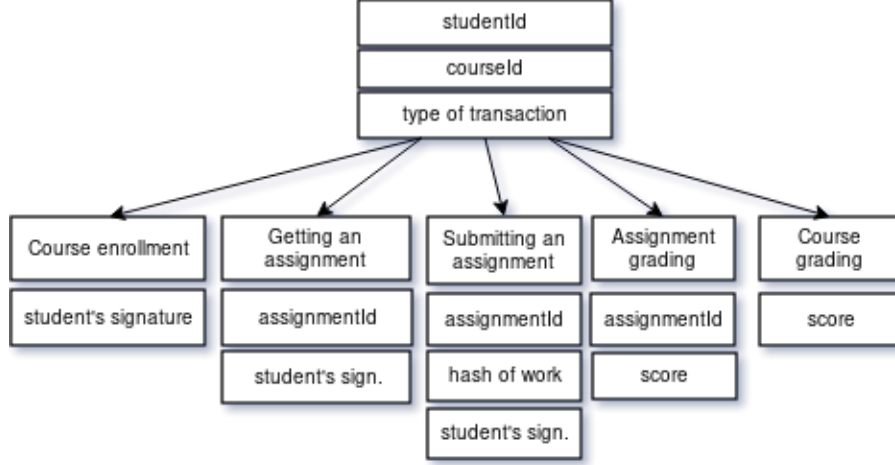 studentId
courseId
type of transaction
Course enrollment
student's signature
Getting an
assignment
assignmentId
student's sign.
Submitting an
assignment
assignmentId
hash of work
student's sign.
Assignment
grading
assignmentId
score
Course
grading
score